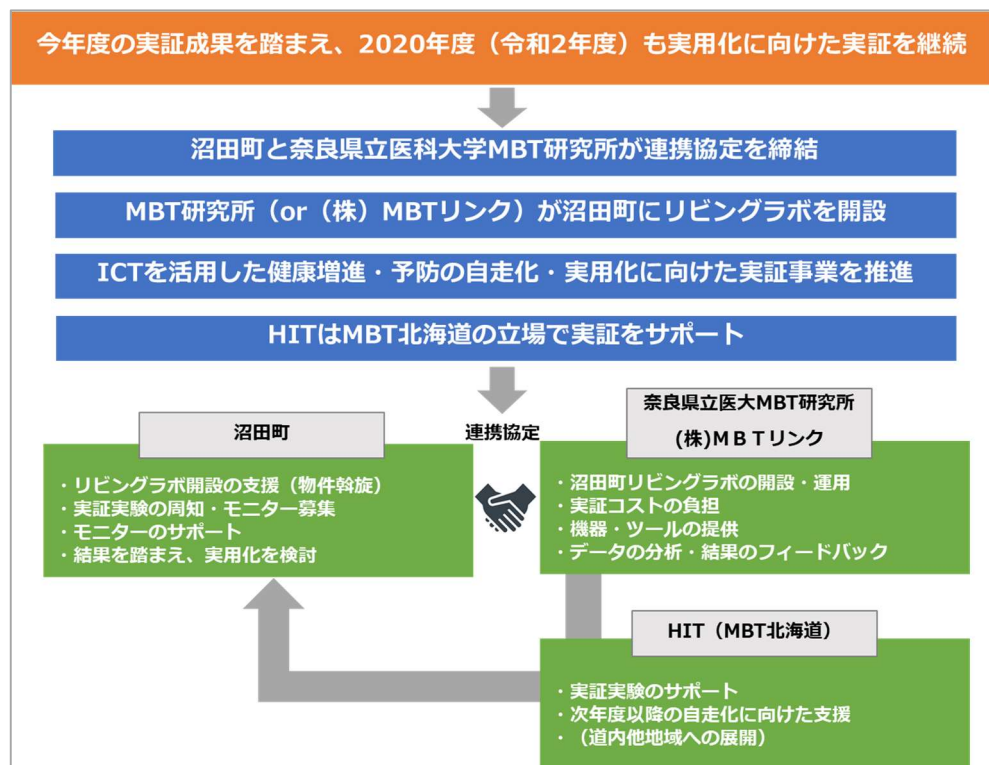 今年度の実証成果を踏まえ、2020年度（令和2年度）も実用化に向けた実証を継続
沼田町と奈良県立医科大学MBT研究所が連携協定を締結
MBT研究所（or（株）MBTリンク）が沼田町にリビングラボを開設
ICTを活用した健康増進・予防の自走化・実用化に向けた実証事業を推進
HITはMBT北海道の立場で実証をサポート
沼田町
・リビングラボ開設の支援（物件斡旋）
・実証実験の周知・モニター募集
・モニターのサポート
・結果を踏まえ、実用化を検討
連携協定
奈良県立医大MBT研究所
(株)ＭＢＴリンク
・沼田町リビングラボの開設・運用
・実証コストの負担
・機器・ツールの提供
・データの分析・結果のフィードバック
HIT（MBT北海道）
・実証実験のサポート
・次年度以降の自走化に向けた支援
・（道内他地域への展開）